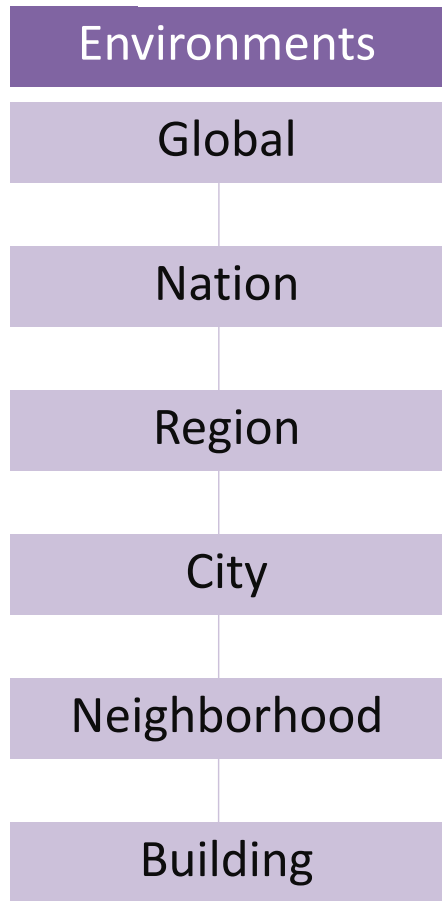 Environments
Global
Nation
Region
City
Neighborhood
Building